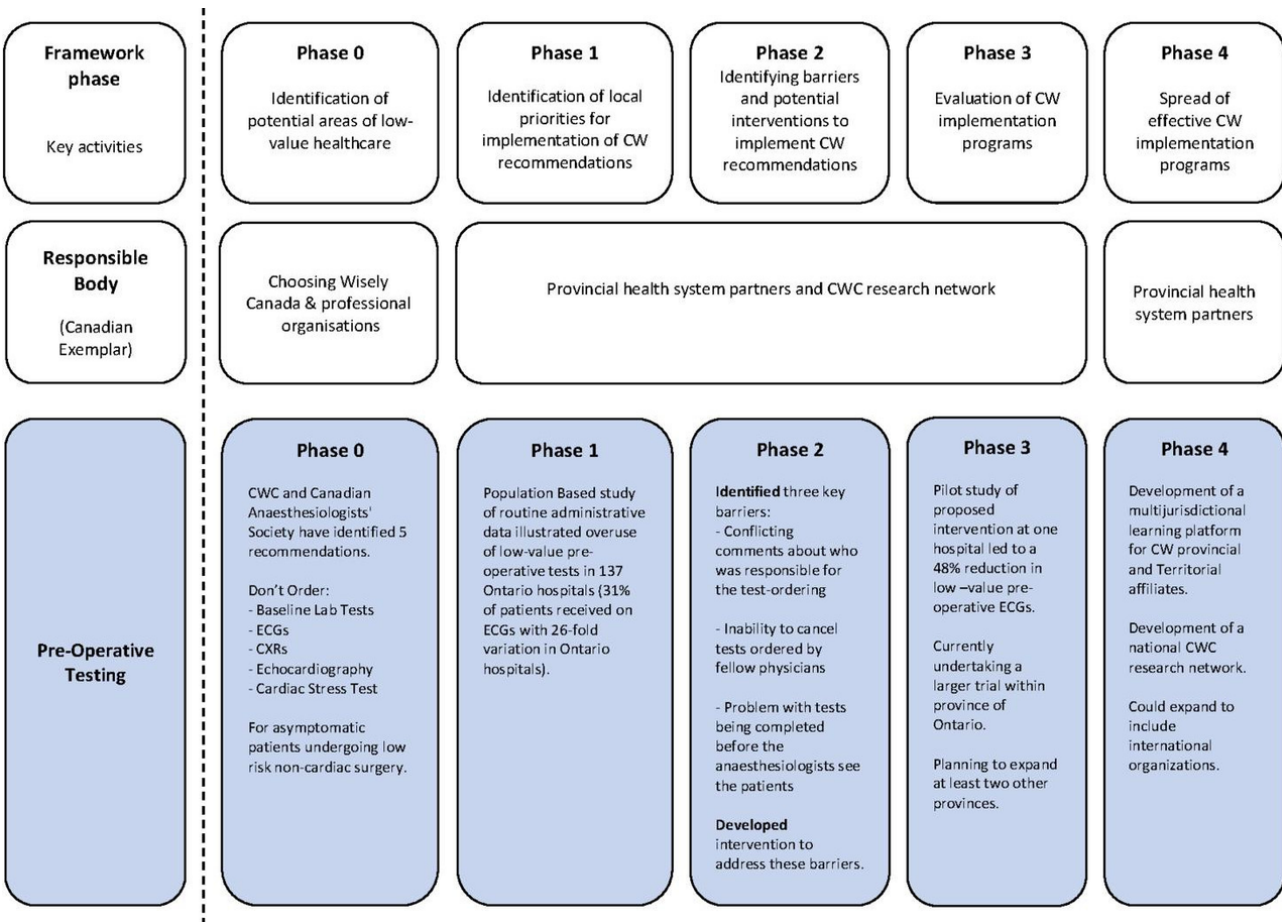 Framework
phase
Key activities
Phase 0
Identification of
potential areas of low-
value healthcare
Phase 1
Identification of local
priorities for
implementation of CW
recommendations
Phase 2
Identifying barriers
and potential
interventions to
implement CW
recommendations
Phase 3
Evaluation of CW
implementation
programs
Phase 4
Spread of
effective CW
implementation
programs
Responsible
Body
(Canadian
Exemplar)
Choosing Wisely
Canada & professional
organisations
Provincial health system partners and CWC research network
Provincial health
system partners
Pre-Operative
Testing
Phase 0
CWC and Canadian
Anaesthesiologists'
Society have identified 5
recommendations.
Don't Order:
- Baseline Lab Tests
- ECGs
- CXRs
- Echocardiography
- Cardiac Stress Test
For asymptomatic
patients undergoing low
risk non-cardiac surgery.
Phase 1
Population Based study
of routine administrative
data illustrated overuse
of low-value pre-
operative tests in 137
Ontario hospitals (31%
of patients received on
ECGs with 26-fold
variation in Ontario
hospitals).
Phase 2
Identified three key
barriers:
- Conflicting
comments about who
was responsible for
the test-ordering
- Inability to cancel
tests ordered by
fellow physicians
- Problem with tests
being completed
before the
anaesthesiologists see
the patients
Developed
intervention to
address these barriers.
Phase 3
Pilot study of
proposed
intervention at one
hospital led to a
48% reduction in
low –value pre-
operative ECGs.
Currently
undertaking a
larger trial within
province of
Ontario.
Planning to expand
at least two other
provinces.
Phase 4
Development of a
multijurisdictional
learning platform
for CW provincial
and Territorial
affiliates.
Development of a
national CWC
research network.
Could expand to
include
international
organizations.